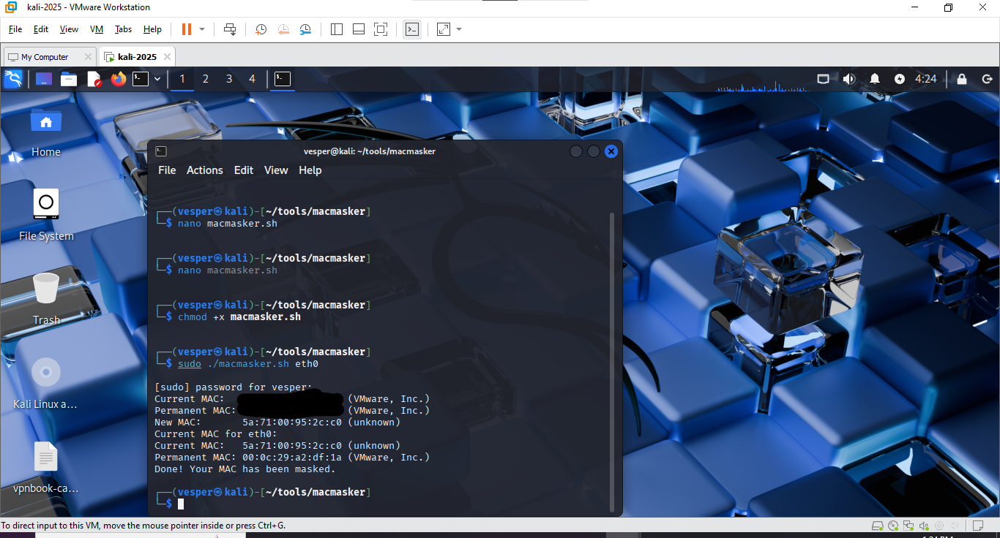 kali-2025 - VMware Workstation
File Edit View VM Tabs Help
My Computer kali-2025
1 2 3 4 4:24
Home
File System
Trash
Kali Linux a...
vpnbook-ca...
vesper@kali: ~/tools/macmasker
File Actions Edit View Help
┌──(vesper㉿kali)-[~/tools/macmasker]
└─$ nano macmasker.sh
┌──(vesper㉿kali)-[~/tools/macmasker]
└─$ nano macmasker.sh
┌──(vesper㉿kali)-[~/tools/macmasker]
└─$ chmod +x macmasker.sh
┌──(vesper㉿kali)-[~/tools/macmasker]
└─$ sudo ./macmasker.sh eth0
[sudo] password for vesper:
Current MAC: (VMware, Inc.)
Permanent MAC: (VMware, Inc.)
New MAC: 5a:71:00:95:2c:c0 (unknown)
Current MAC for eth0:
Current MAC: 5a:71:00:95:2c:c0 (unknown)
Permanent MAC: 00:0c:29:a2:df:1a (VMware, Inc.)
Done! Your MAC has been masked.
┌──(vesper㉿kali)-[~/tools/macmasker]
└─$
To direct input to this VM, move the mouse pointer inside or press Ctrl+G.